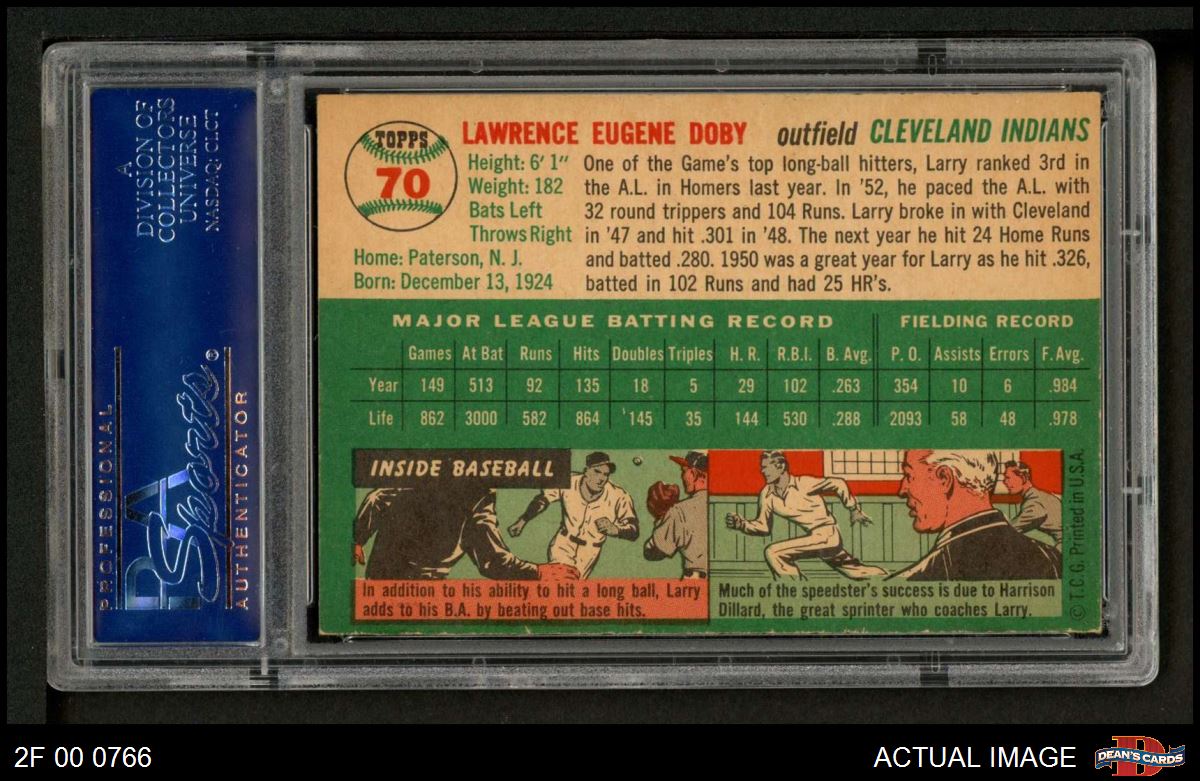 A
DIVISION OF
COLLECTORS
UNIVERSE
NASDAQ: CLCT
PROFESSIONAL
PSA
Sports®
AUTHENTICATOR
TOPPS
70
LAWRENCE EUGENE DOBY outfield CLEVELAND INDIANS
Height: 6' 1"
Weight: 182
Bats Left
Throws Right
Home: Paterson, N. J.
Born: December 13, 1924
One of the Game's top long-ball hitters, Larry ranked 3rd in
the A.L. in Homers last year. In '52, he paced the A.L. with
32 round trippers and 104 Runs. Larry broke in with Cleveland
in '47 and hit .301 in '48. The next year he hit 24 Home Runs
and batted .280. 1950 was a great year for Larry as he hit .326,
batted in 102 Runs and had 25 HR's.
MAJOR LEAGUE BATTING RECORD FIELDING RECORD
Games At Bat Runs Hits Doubles Triples H. R. R.B.I. B. Avg. P. O. Assists Errors F. Avg.
Year 149 513 92 135 18 5 29 102 .263 354 10 6 .984
Life 862 3000 582 864 145 35 144 530 .288 2093 58 48 .978
INSIDE BASEBALL
In addition to his ability to hit a long ball, Larry
adds to his B.A. by beating out base hits.
Much of the speedster's success is due to Harrison
Dillard, the great sprinter who coaches Larry.
© T.C.G. Printed in U.S.A.
2F 00 0766
ACTUAL IMAGE
D
DEAN'S CARDS